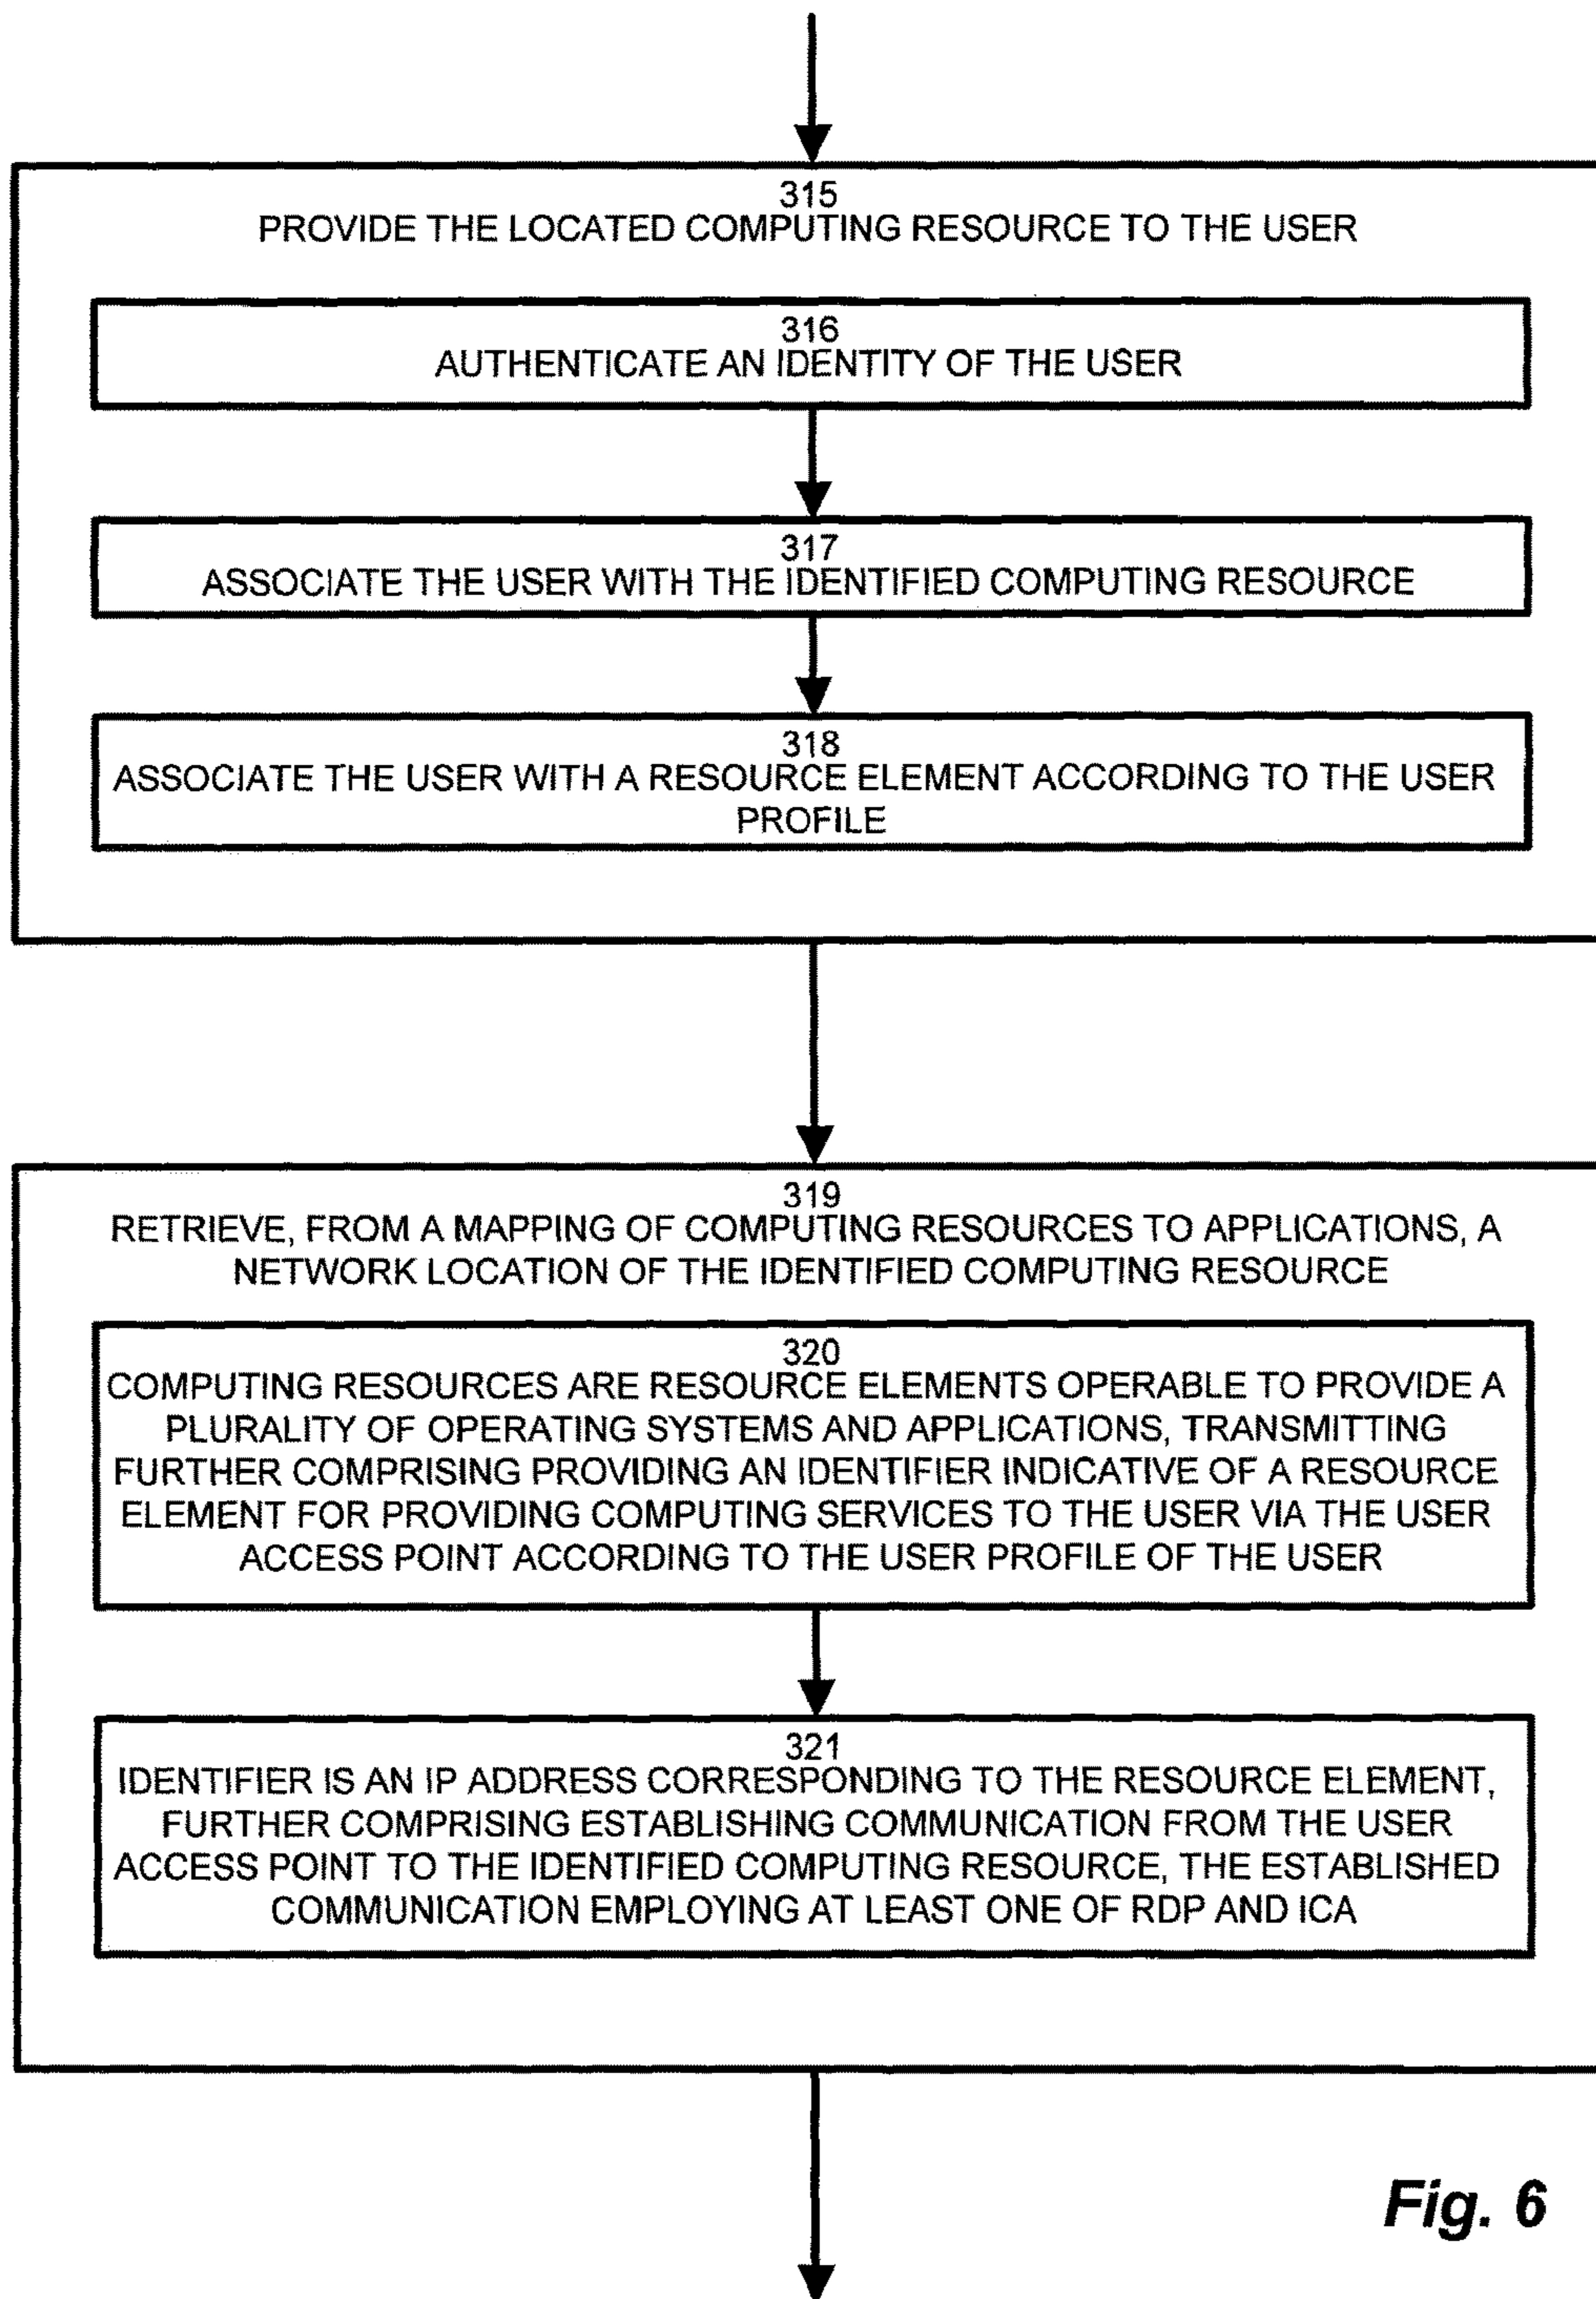 315
PROVIDE THE LOCATED COMPUTING RESOURCE TO THE USER
316
AUTHENTICATE AN IDENTITY OF THE USER
317
ASSOCIATE THE USER WITH THE IDENTIFIED COMPUTING RESOURCE
318
ASSOCIATE THE USER WITH A RESOURCE ELEMENT ACCORDING TO THE USER
PROFILE
319
RETRIEVE, FROM A MAPPING OF COMPUTING RESOURCES TO APPLICATIONS, A
NETWORK LOCATION OF THE IDENTIFIED COMPUTING RESOURCE
320
COMPUTING RESOURCES ARE RESOURCE ELEMENTS OPERABLE TO PROVIDE A
PLURALITY OF OPERATING SYSTEMS AND APPLICATIONS, TRANSMITTING
FURTHER COMPRISING PROVIDING AN IDENTIFIER INDICATIVE OF A RESOURCE
ELEMENT FOR PROVIDING COMPUTING SERVICES TO THE USER VIA THE USER
ACCESS POINT ACCORDING TO THE USER PROFILE OF THE USER
321
IDENTIFIER IS AN IP ADDRESS CORRESPONDING TO THE RESOURCE ELEMENT,
FURTHER COMPRISING ESTABLISHING COMMUNICATION FROM THE USER
ACCESS POINT TO THE IDENTIFIED COMPUTING RESOURCE, THE ESTABLISHED
COMMUNICATION EMPLOYING AT LEAST ONE OF RDP AND ICA
Fig. 6